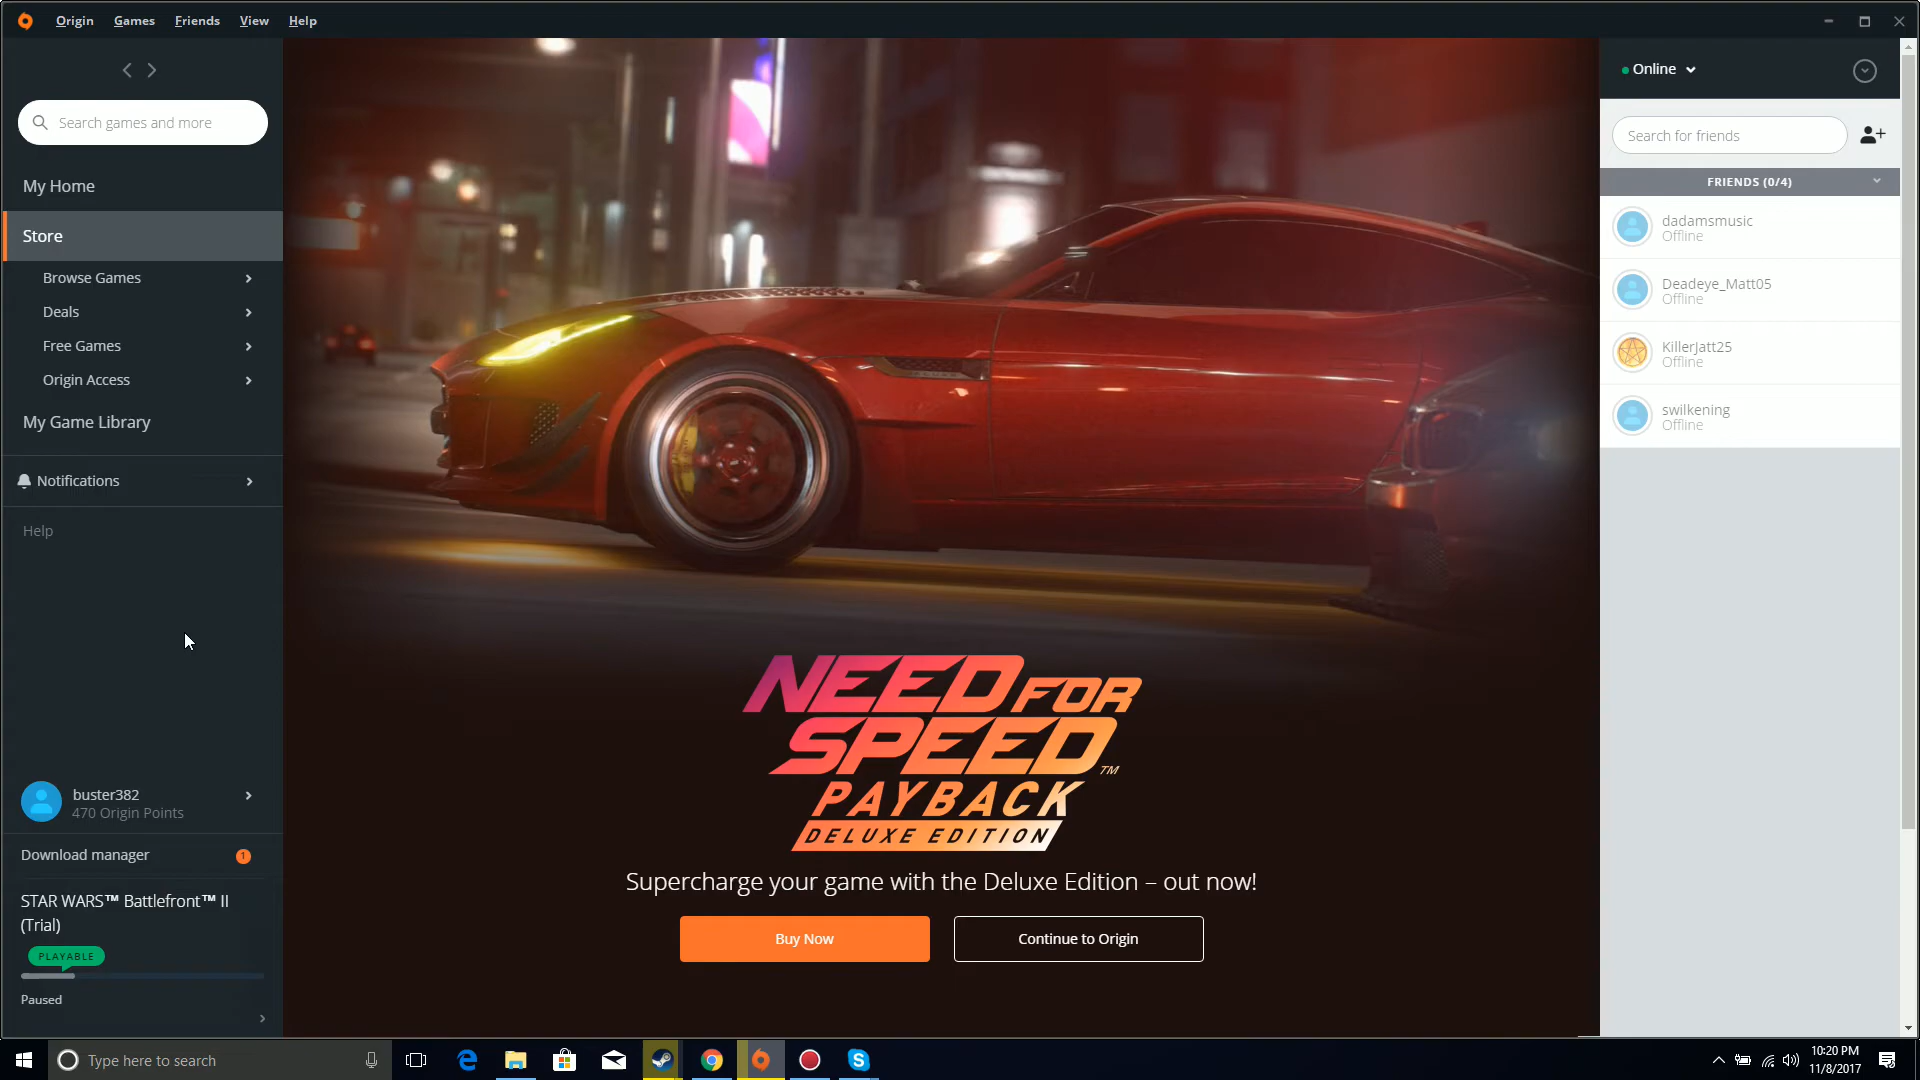 Origin Games Friends View Help
Search games and more
My Home
Store
Browse Games
Deals
Free Games
Origin Access
My Game Library
Notifications
Help
buster382
470 Origin Points
Download manager 1
STAR WARS™ Battlefront™ II
(Trial)
PLAYABLE
Paused
NEED FOR
SPEED™
PAYBACK
DELUXE EDITION
Supercharge your game with the Deluxe Edition – out now!
Buy Now Continue to Origin
Online
Search for friends
FRIENDS (0/4)
dadamsmusic
Offline
Deadeye_Matt05
Offline
KillerJatt25
Offline
swilkening
Offline
Type here to search
10:20 PM
11/8/2017